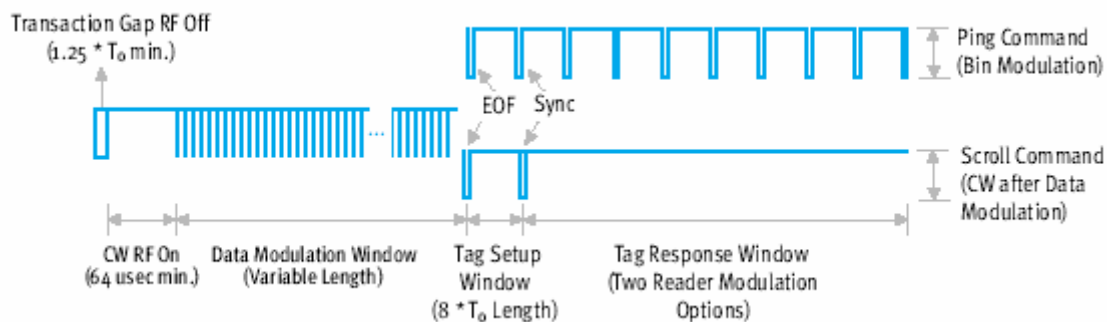 Transaction Gap RF Off
(1.25 * T₀ min.)
Ping Command
(Bin Modulation)
EOF
Sync
...
Scroll Command
(CW after Data
Modulation)
CW RF On
(64 usec min.)
Data Modulation Window
(Variable Length)
Tag Setup
Window
(8 * T₀ Length)
Tag Response Window
(Two Reader Modulation
Options)